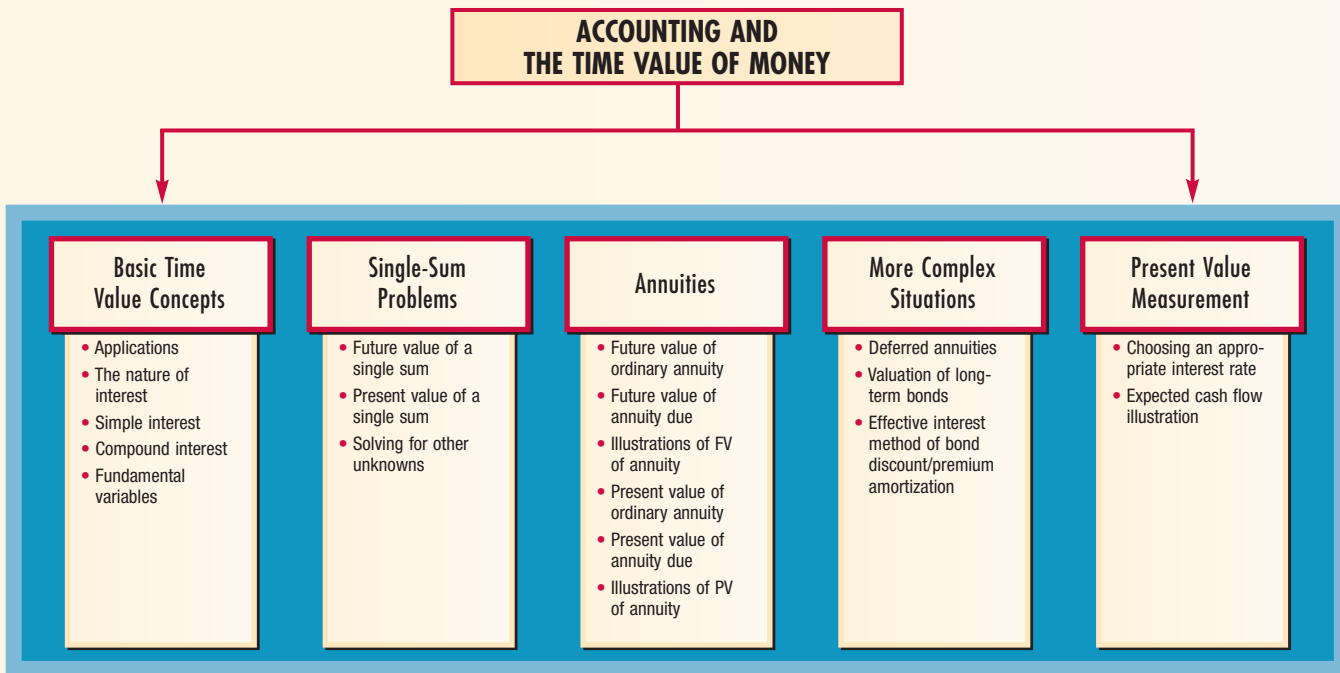 ACCOUNTING AND
THE TIME VALUE OF MONEY
Basic Time
Value Concepts
• Applications
• The nature of
interest
• Simple interest
• Compound interest
• Fundamental
variables
Single-Sum
Problems
• Future value of a
single sum
• Present value of a
single sum
• Solving for other
unknowns
Annuities
• Future value of
ordinary annuity
• Future value of
annuity due
• Illustrations of FV
of annuity
• Present value of
ordinary annuity
• Present value of
annuity due
• Illustrations of PV
of annuity
More Complex
Situations
• Deferred annuities
• Valuation of long-
term bonds
• Effective interest
method of bond
discount/premium
amortization
Present Value
Measurement
• Choosing an appro-
priate interest rate
• Expected cash flow
illustration